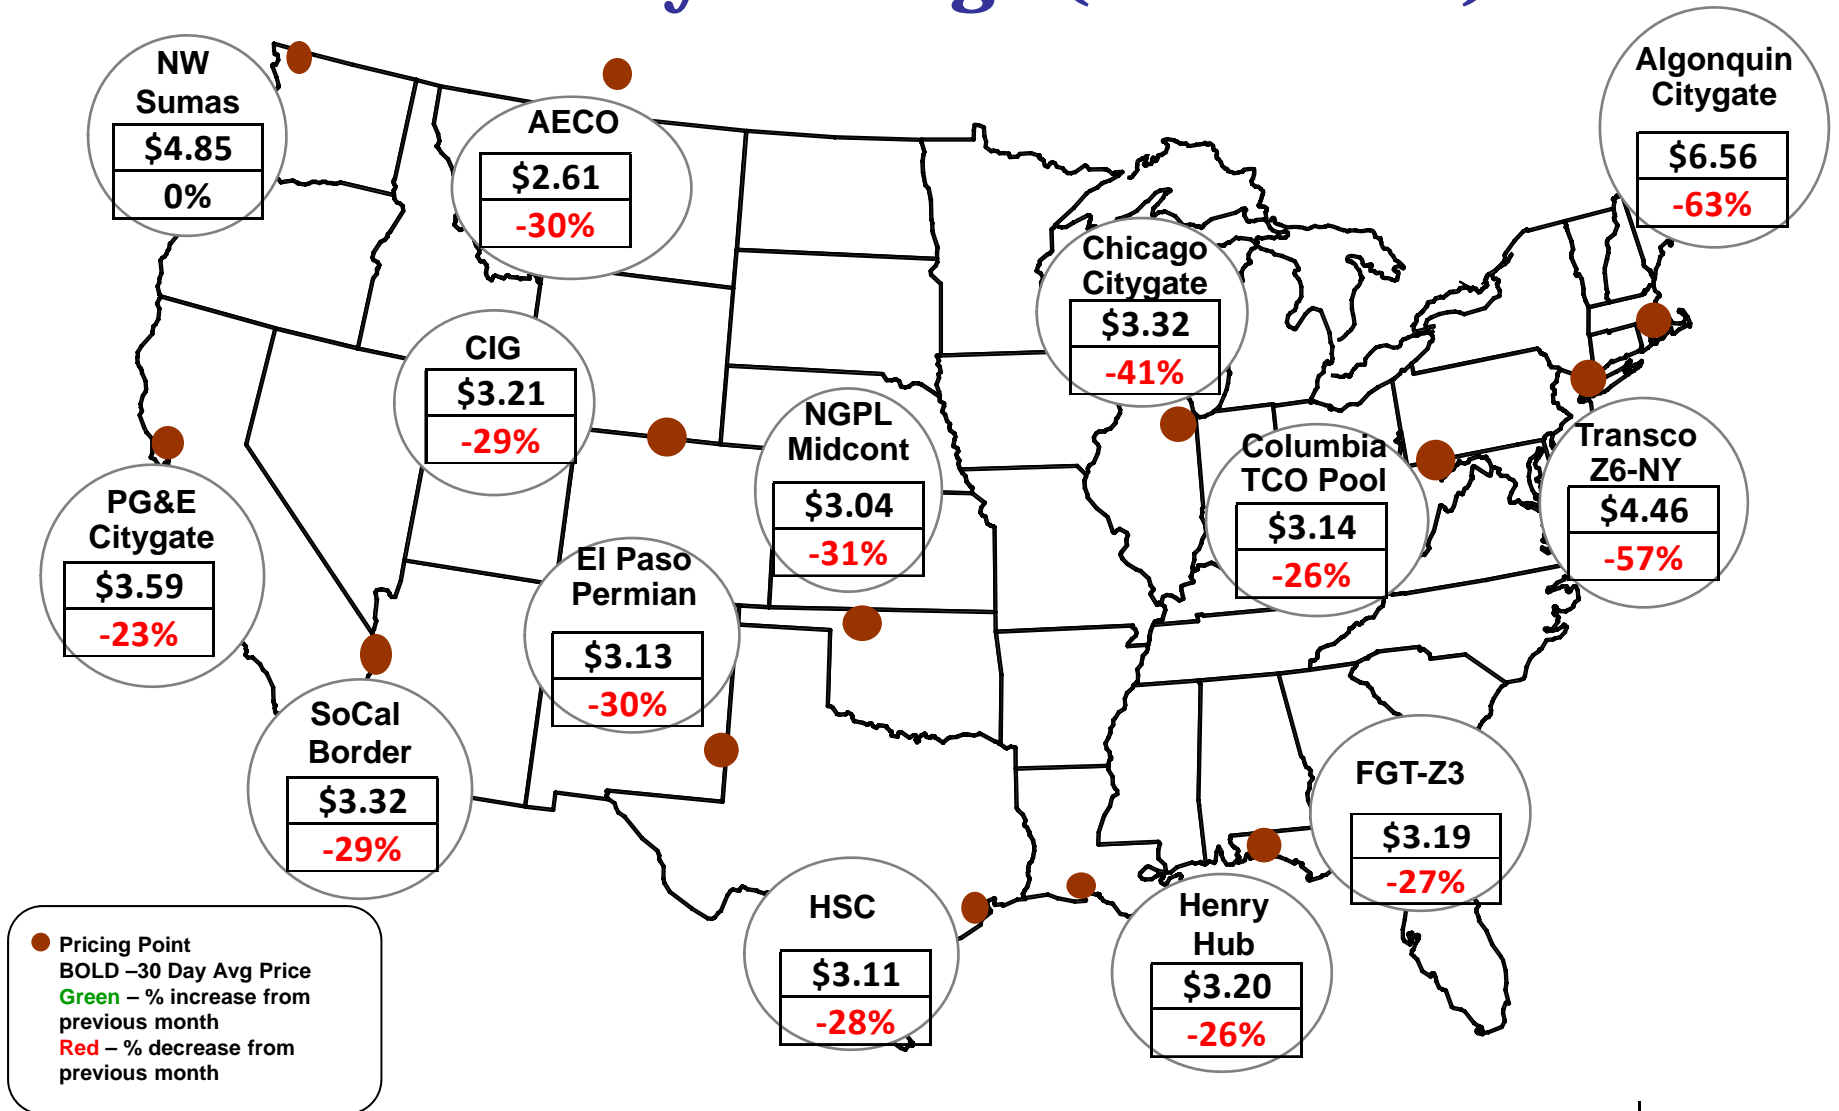 NW
Sumas
$4.85
0%
AECO
$2.61
-30%
Algonquin
Citygate
$6.56
-63%
Chicago
Citygate
$3.32
-41%
CIG
$3.21
-29%
NGPL
Midcont
$3.04
-31%
Columbia
TCO Pool
$3.14
-26%
Transco
Z6-NY
$4.46
-57%
PG&E
Citygate
$3.59
-23%
El Paso
Permian
$3.13
-30%
SoCal
Border
$3.32
-29%
FGT-Z3
$3.19
-27%
HSC
$3.11
-28%
Henry
Hub
$3.20
-26%
Pricing Point
BOLD –30 Day Avg Price
Green – % increase from
previous month
Red – % decrease from
previous month